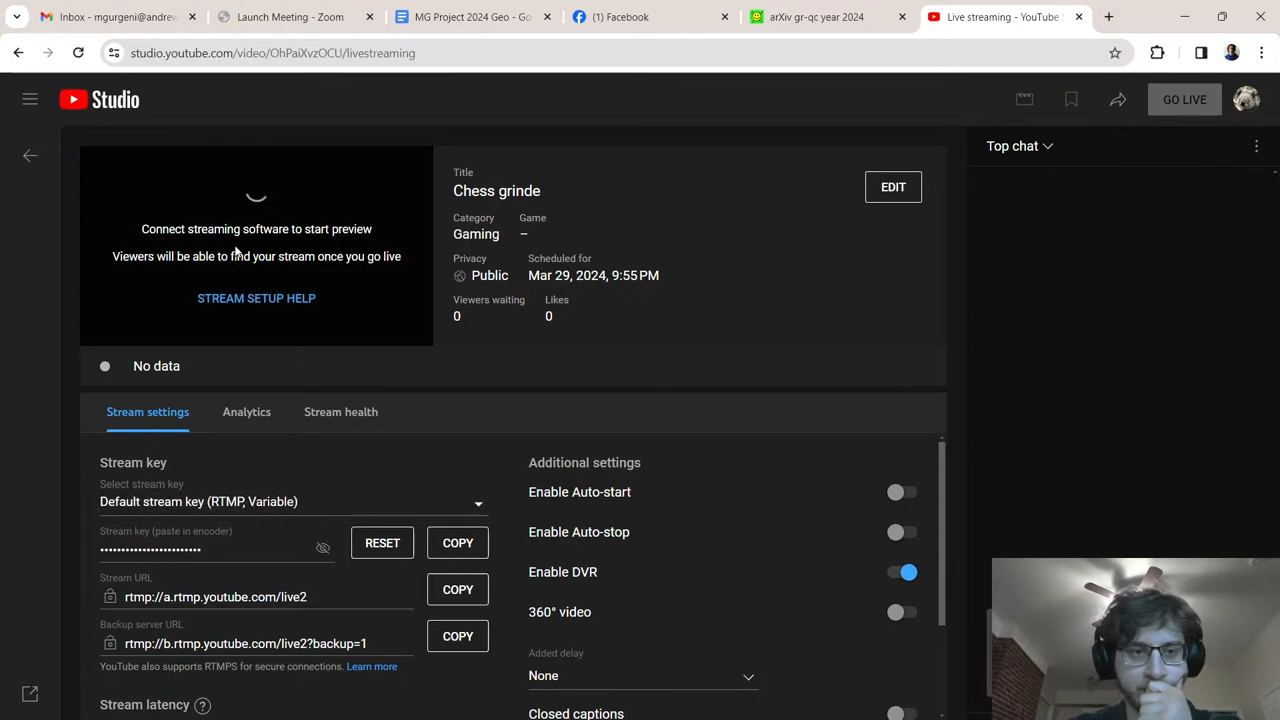 Inbox - mgurgeni@andrew
Launch Meeting - Zoom
MG Project 2024 Geo - Goo
(1) Facebook
arXiv gr-qc year 2024
Live streaming - YouTube S
studio.youtube.com/video/OhPaiXvzOCU/livestreaming
Studio
GO LIVE
Connect streaming software to start preview
Viewers will be able to find your stream once you go live
STREAM SETUP HELP
No data
Title
Chess grinde
EDIT
Category
Game
Gaming
–
Privacy
Scheduled for
Public
Mar 29, 2024, 9:55 PM
Viewers waiting
Likes
0
0
Top chat
Stream settings
Analytics
Stream health
Stream key
Select stream key
Default stream key (RTMP, Variable)
Stream key (paste in encoder)
••••••••••••••••••••••••
RESET
COPY
Stream URL
rtmp://a.rtmp.youtube.com/live2
COPY
Backup server URL
rtmp://b.rtmp.youtube.com/live2?backup=1
COPY
YouTube also supports RTMPS for secure connections. Learn more
Stream latency
Additional settings
Enable Auto-start
Enable Auto-stop
Enable DVR
360° video
Added delay
None
Closed captions